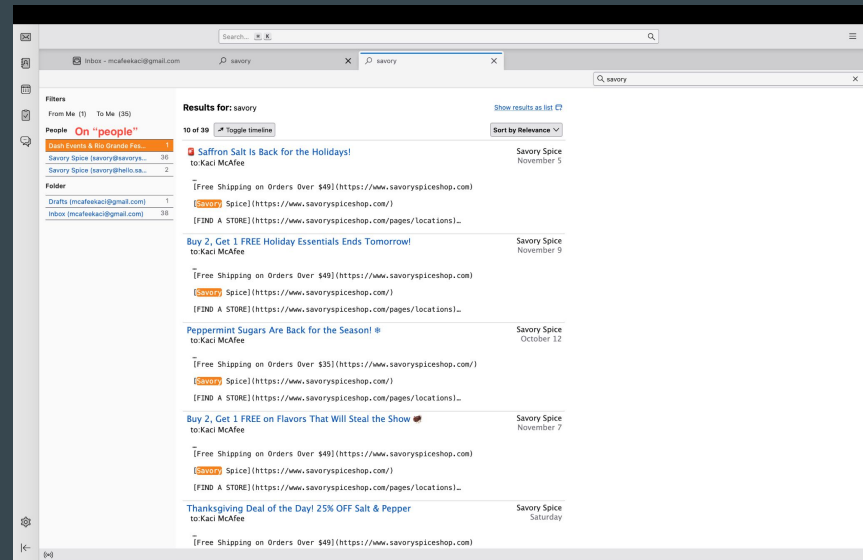 Search... ⌘ K
Inbox - mcafeekaci@gmail.com
savory
savory
savory
Filters
From Me (1) To Me (35)
People On "people"
Dash Events & Rio Grande Fes... 1
Savory Spice (savory@savorys... 36
Savory Spice (savory@hello.sa... 2
Folder
Drafts (mcafeekaci@gmail.com) 1
Inbox (mcafeekaci@gmail.com) 38
Results for: savory
Show results as list
10 of 39 Toggle timeline
Sort by Relevance
🚨 Saffron Salt Is Back for the Holidays! Savory Spice
to:Kaci McAfee November 5
[Free Shipping on Orders Over $49](https://www.savoryspiceshop.com)
[Savory Spice](https://www.savoryspiceshop.com/)
[FIND A STORE](https://www.savoryspiceshop.com/pages/locations)…
Buy 2, Get 1 FREE Holiday Essentials Ends Tomorrow! Savory Spice
to:Kaci McAfee November 9
[Free Shipping on Orders Over $49](https://www.savoryspiceshop.com)
[Savory Spice](https://www.savoryspiceshop.com/)
[FIND A STORE](https://www.savoryspiceshop.com/pages/locations)…
Peppermint Sugars Are Back for the Season! ❄ Savory Spice
to:Kaci McAfee October 12
[Free Shipping on Orders Over $35](https://www.savoryspiceshop.com/)
[Savory Spice](https://www.savoryspiceshop.com/)
[FIND A STORE](https://www.savoryspiceshop.com/pages/locations)…
Buy 2, Get 1 FREE on Flavors That Will Steal the Show 🏈 Savory Spice
to:Kaci McAfee November 7
[Free Shipping on Orders Over $49](https://www.savoryspiceshop.com)
[Savory Spice](https://www.savoryspiceshop.com/)
[FIND A STORE](https://www.savoryspiceshop.com/pages/locations)…
Thanksgiving Deal of the Day! 25% OFF Salt & Pepper Savory Spice
to:Kaci McAfee Saturday
[Free Shipping on Orders Over $49](https://www.savoryspiceshop.com)